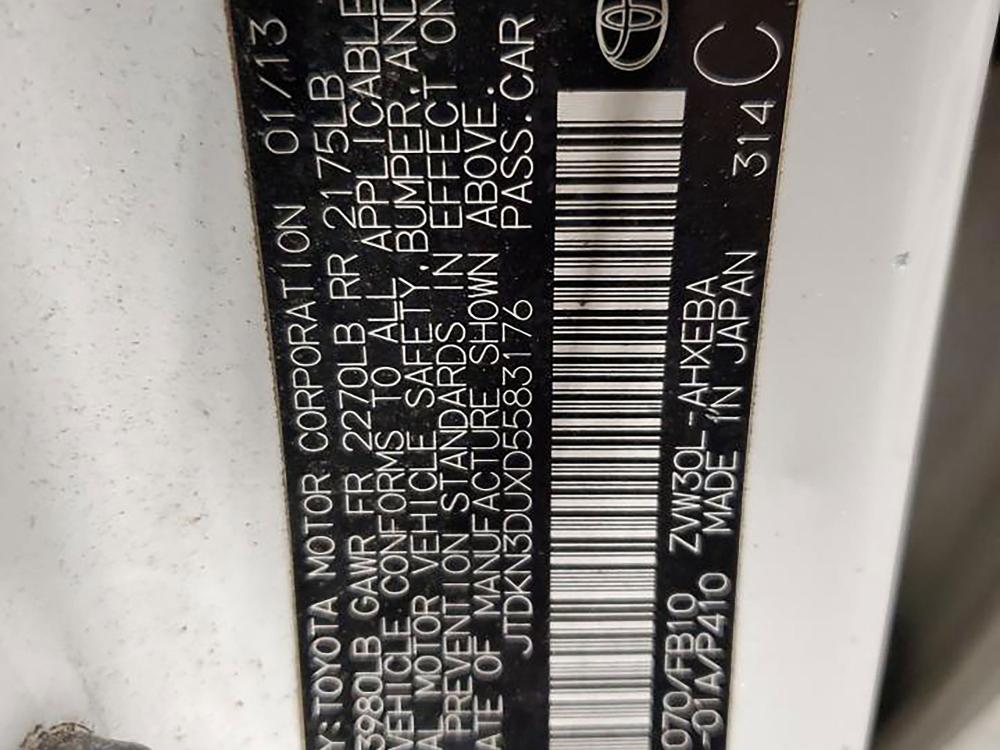 Y:TOYOTA MOTOR CORPORATION 01/13
3980LB GAWR FR 2270LB RR 2175LB
VEHICLE CONFORMS TO ALL APPLICABLE
AL MOTOR VEHICLE SAFETY, BUMPER, AND
PREVENTION STANDARDS IN EFFECT ON
ATE OF MANUFACTURE SHOWN ABOVE.
JTDKN3DUXD5583176 PASS.CAR
070/FB10 ZVW30L-AHXEBA
-01A/P410 MADE IN JAPAN 314 C